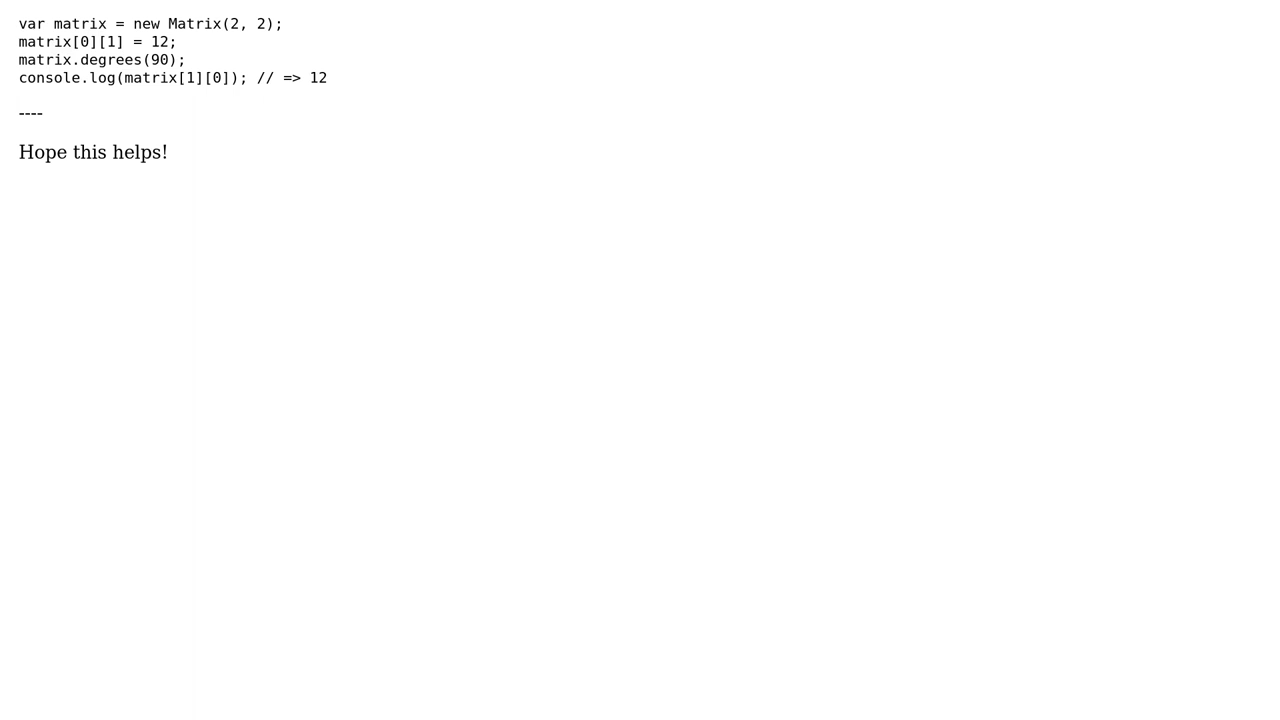 var matrix = new Matrix(2, 2);
matrix[0][1] = 12;
matrix.degrees(90);
console.log(matrix[1][0]); // => 12
----
Hope this helps!